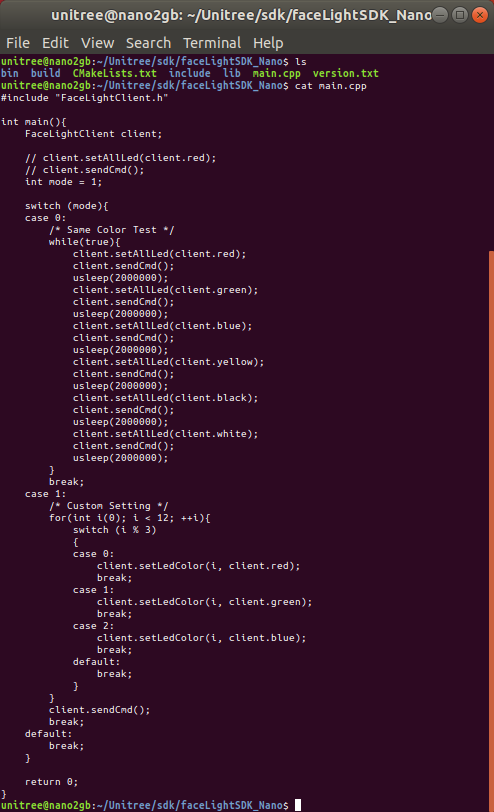 unitree@nano2gb: ~/Unitree/sdk/faceLightSDK_Nano
File Edit View Search Terminal Help
unitree@nano2gb:~/Unitree/sdk/faceLightSDK_Nano$ ls
bin  build  CMakeLists.txt  include  lib  main.cpp  version.txt
unitree@nano2gb:~/Unitree/sdk/faceLightSDK_Nano$ cat main.cpp
#include "FaceLightClient.h"

int main(){
    FaceLightClient client;

    // client.setAllLed(client.red);
    // client.sendCmd();
    int mode = 1;

    switch (mode){
    case 0:
        /* Same Color Test */
        while(true){
            client.setAllLed(client.red);
            client.sendCmd();
            usleep(2000000);
            client.setAllLed(client.green);
            client.sendCmd();
            usleep(2000000);
            client.setAllLed(client.blue);
            client.sendCmd();
            usleep(2000000);
            client.setAllLed(client.yellow);
            client.sendCmd();
            usleep(2000000);
            client.setAllLed(client.black);
            client.sendCmd();
            usleep(2000000);
            client.setAllLed(client.white);
            client.sendCmd();
            usleep(2000000);
        }
        break;
    case 1:
        /* Custom Setting */
        for(int i(0); i < 12; ++i){
            switch (i % 3)
            {
            case 0:
                client.setLedColor(i, client.red);
                break;
            case 1:
                client.setLedColor(i, client.green);
                break;
            case 2:
                client.setLedColor(i, client.blue);
                break;
            default:
                break;
            }
        }
        client.sendCmd();
        break;
    default:
        break;
    }

    return 0;
}
unitree@nano2gb:~/Unitree/sdk/faceLightSDK_Nano$